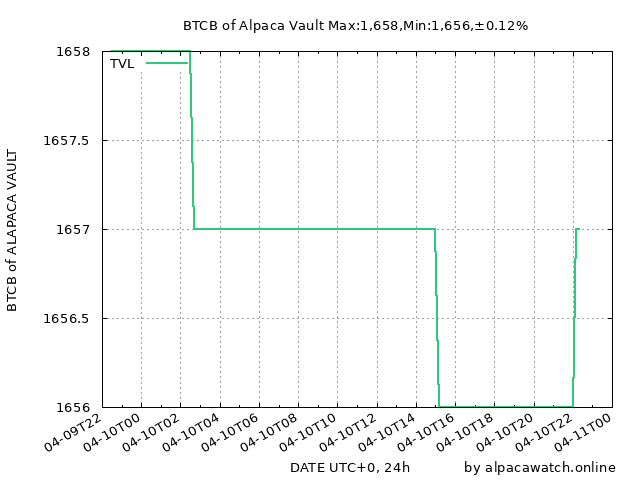 BTCB of Alpaca Vault Max:1,658,Min:1,656,±0.12%
TVL
BTCB of ALAPACA VAULT
1658
1657.5
1657
1656.5
1656
04-09T22
04-10T00
04-10T02
04-10T04
04-10T06
04-10T08
04-10T10
04-10T12
04-10T14
04-10T16
04-10T18
04-10T20
04-10T22
04-11T00
DATE UTC+0, 24h
by alpacawatch.online